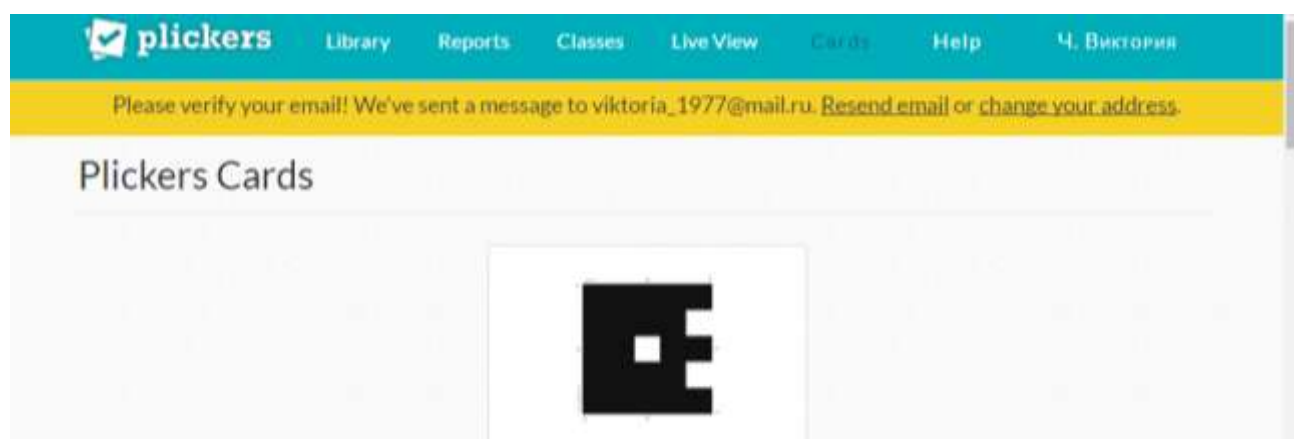 plickers Library Reports Classes Live View Cards Help Ч. Виктория
Please verify your email! We've sent a message to viktoria_1977@mail.ru. Resend email or change your address.
Plickers Cards